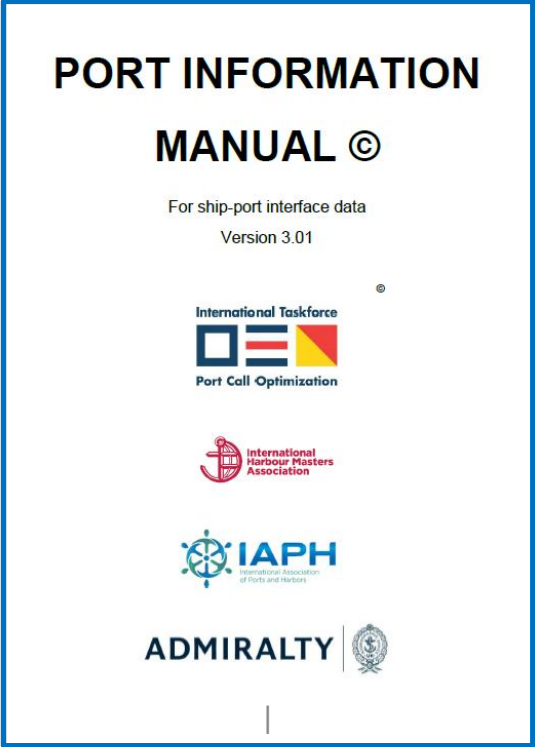 PORT INFORMATION
MANUAL ©
For ship-port interface data
Version 3.01
©
International Taskforce
Port Call Optimization
International
Harbour Masters
Association
IAPH
International Association
of Ports and Harbors
ADMIRALTY